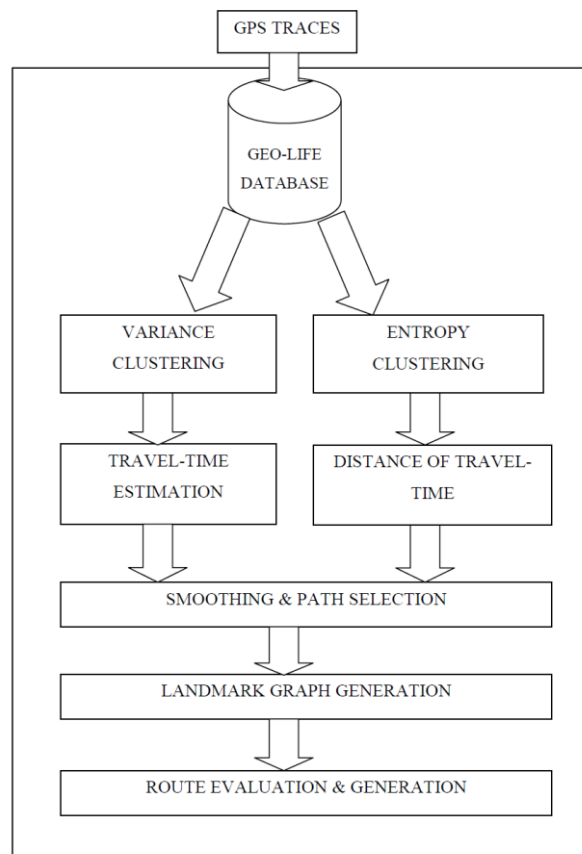 GPS TRACES
GEO-LIFE
DATABASE
VARIANCE
CLUSTERING
ENTROPY
CLUSTERING
TRAVEL-TIME
ESTIMATION
DISTANCE OF TRAVEL-
TIME
SMOOTHING & PATH SELECTION
LANDMARK GRAPH GENERATION
ROUTE EVALUATION & GENERATION